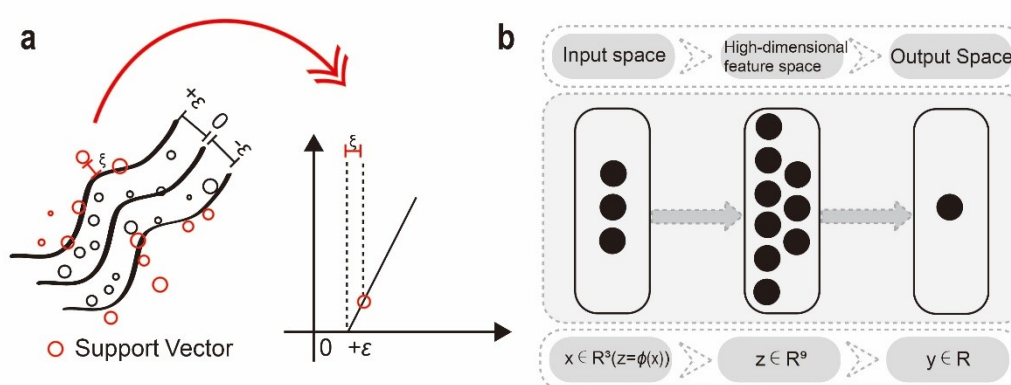 a
+ε
0
-ε
ξ
ξ
0
+ε
Support Vector
b
Input space
High-dimensional
feature space
Output Space
x ∈ R³(z=ϕ(x))
z ∈ R⁹
y ∈ R